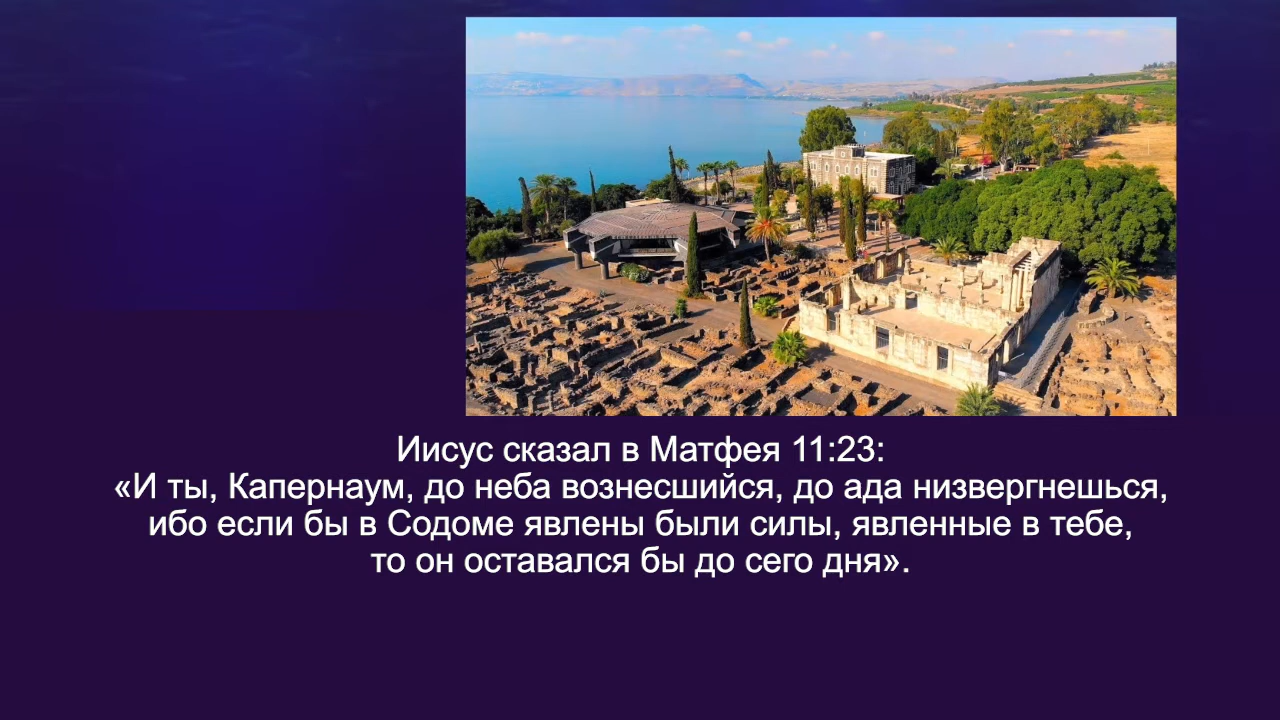 Иисус сказал в Матфея 11:23:
«И ты, Капернаум, до неба вознесшийся, до ада низвергнешься,
ибо если бы в Содоме явлены были силы, явленные в тебе,
то он оставался бы до сего дня».